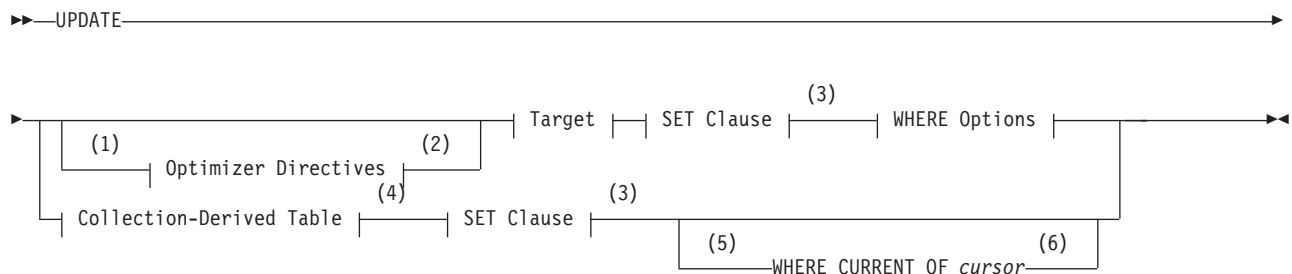 UPDATE
(3)
Target SET Clause WHERE Options
(1) (2)
Optimizer Directives
(4) (3)
Collection-Derived Table SET Clause
(5) (6)
WHERE CURRENT OF cursor